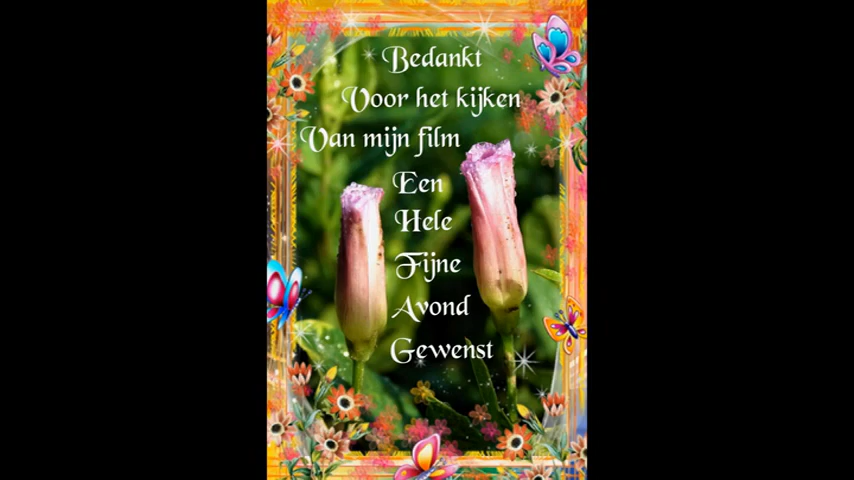 Bedankt
Voor het kijken
Van mijn film
Een
Hele
Fijne
Avond
Gewenst